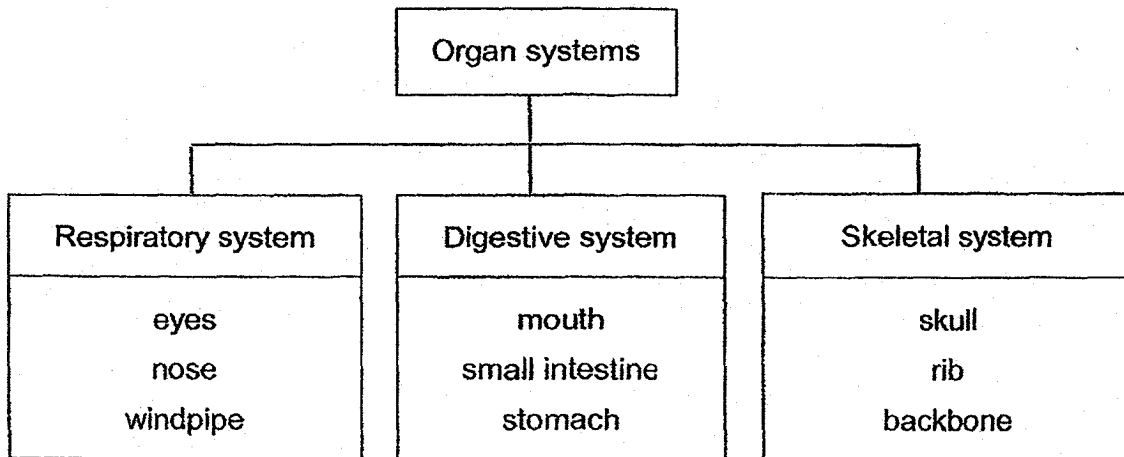 Organ systems
Respiratory system
eyes
nose
windpipe
Digestive system
mouth
small intestine
stomach
Skeletal system
skull
rib
backbone